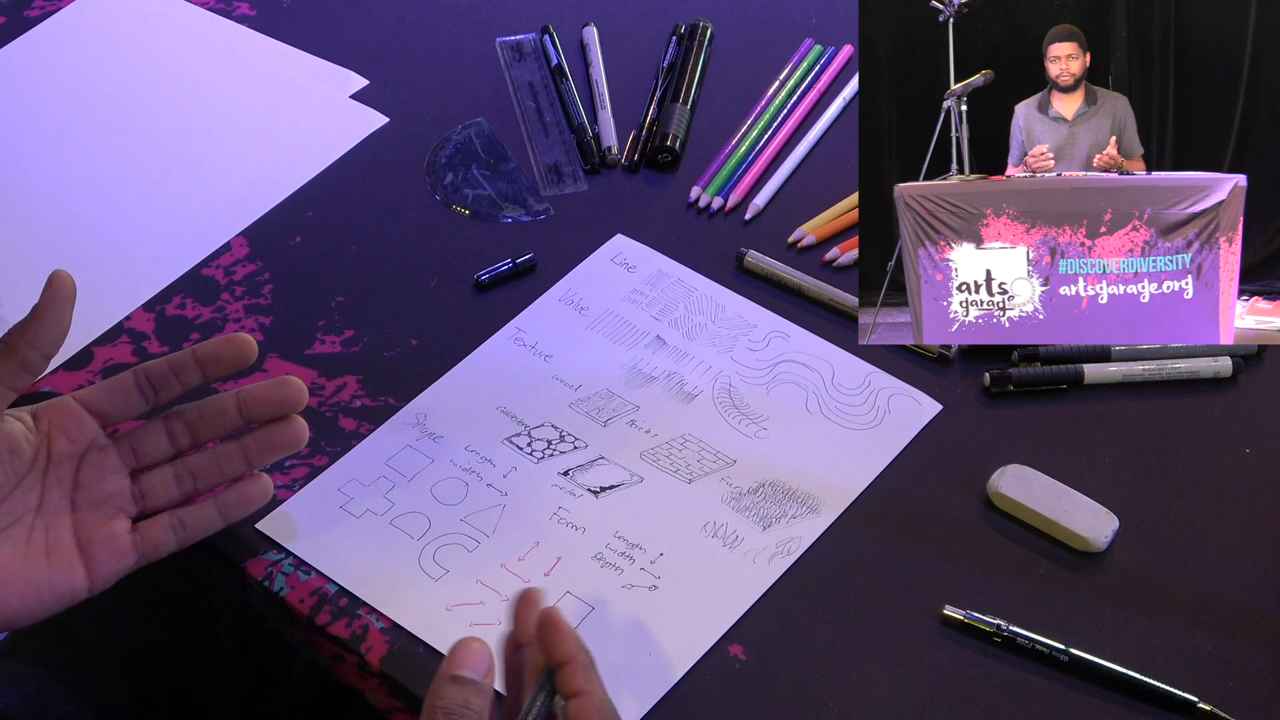 Line
Value
Texture
wood
Bricks
metal
fur
Shape
Length
width
Form
Length
width
Depth
#DISCOVERDIVERSITY
artsgarage.org
arts
garage